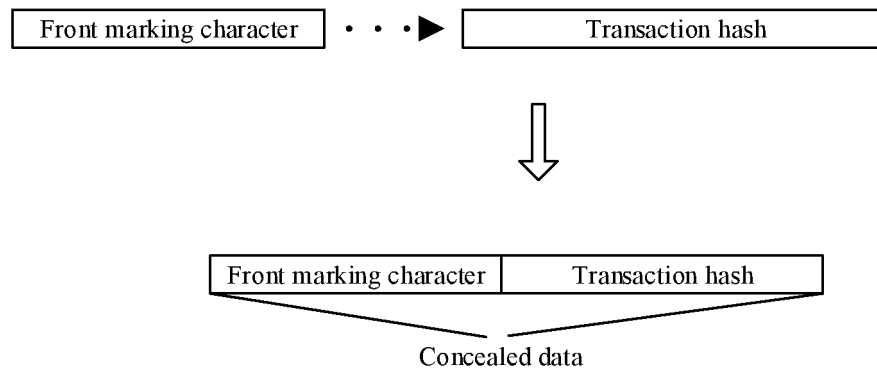 Front marking character Transaction hash
Front marking character Transaction hash
Concealed data